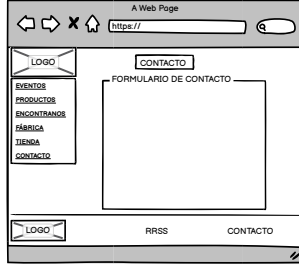 A Web Page
https://
LOGO
CONTACTO
FORMULARIO DE CONTACTO
EVENTOS
PRODUCTOS
ENCONTRANOS
FÁBRICA
TIENDA
CONTACTO
LOGO
RRSS
CONTACTO